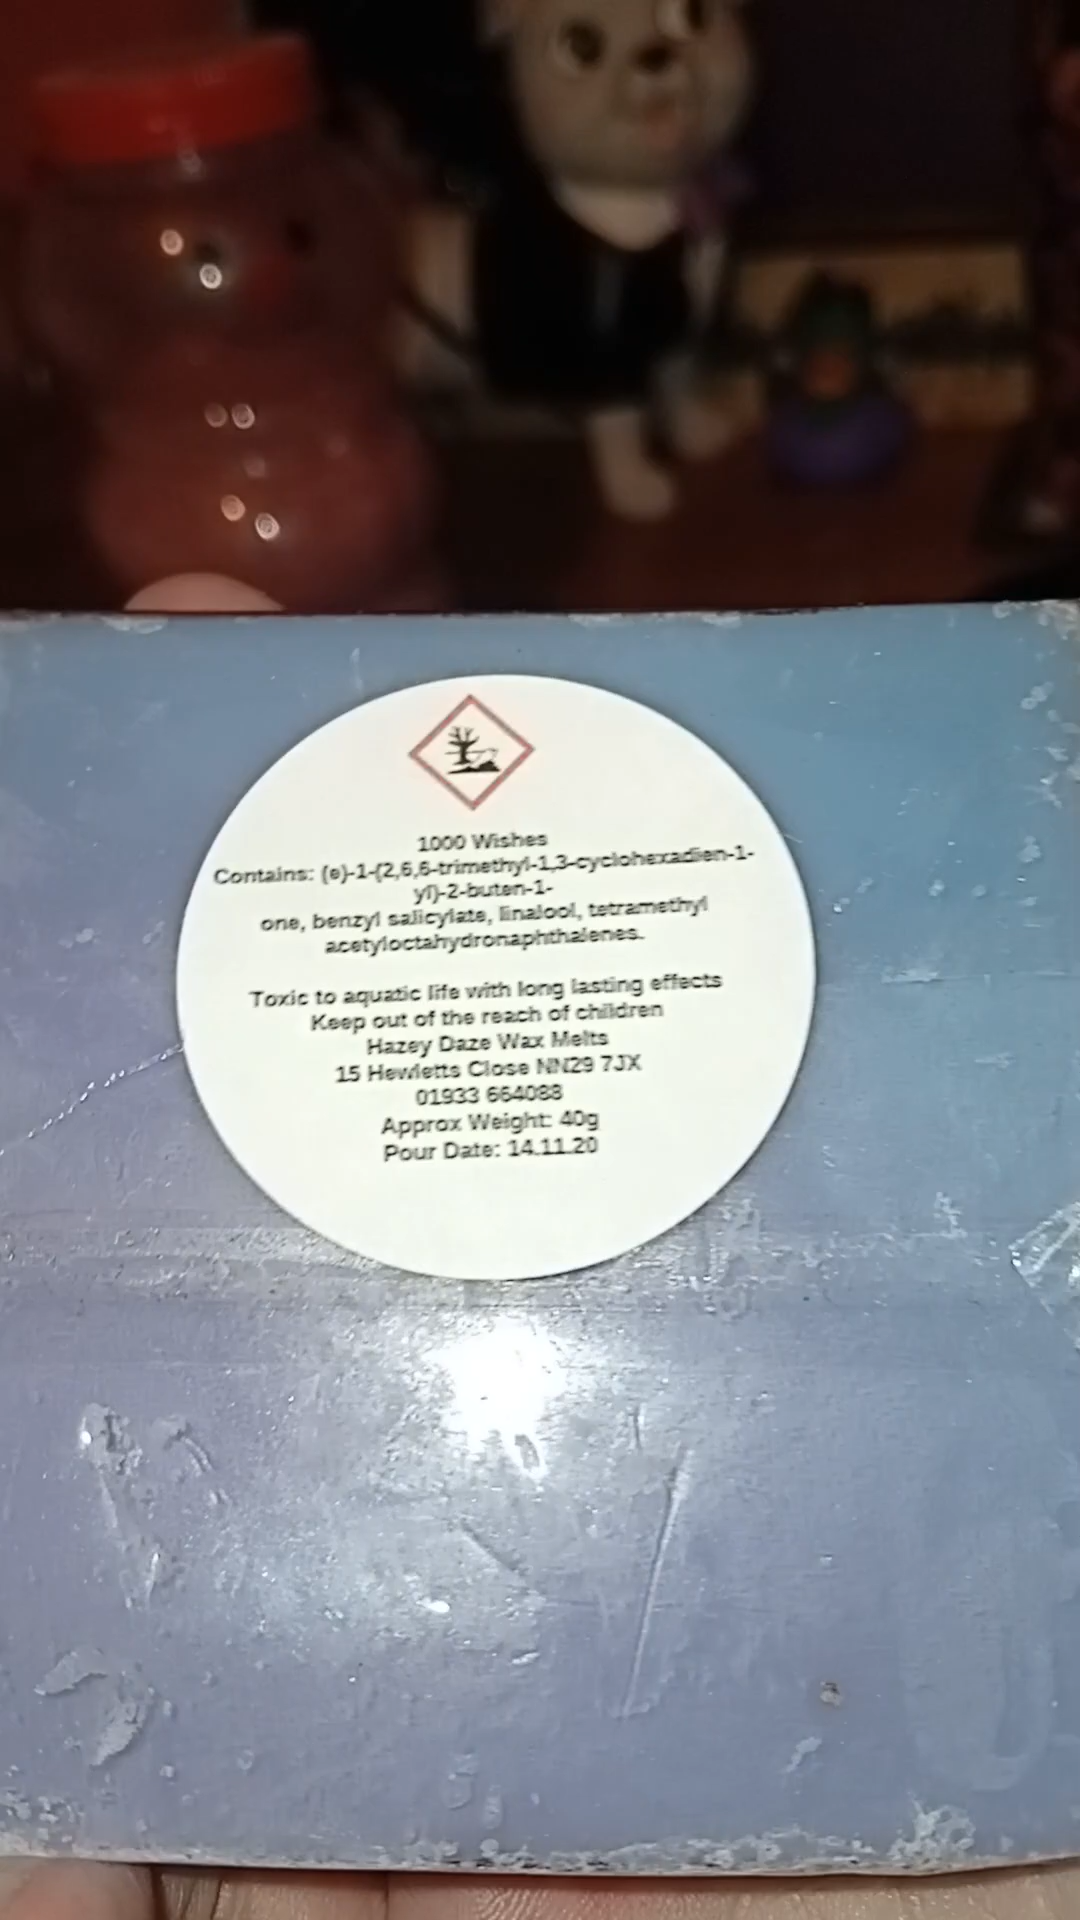 1000 Wishes
Contains: (e)-1-(2,6,6-trimethyl-1,3-cyclohexadien-1-
yl)-2-buten-1-
one, benzyl salicylate, linalool, tetramethyl
acetyloctahydronaphthalenes.
Toxic to aquatic life with long lasting effects
Keep out of the reach of children
Hazey Daze Wax Melts
15 Hewletts Close NN29 7JX
01933 664088
Approx Weight: 40g
Pour Date: 14.11.20